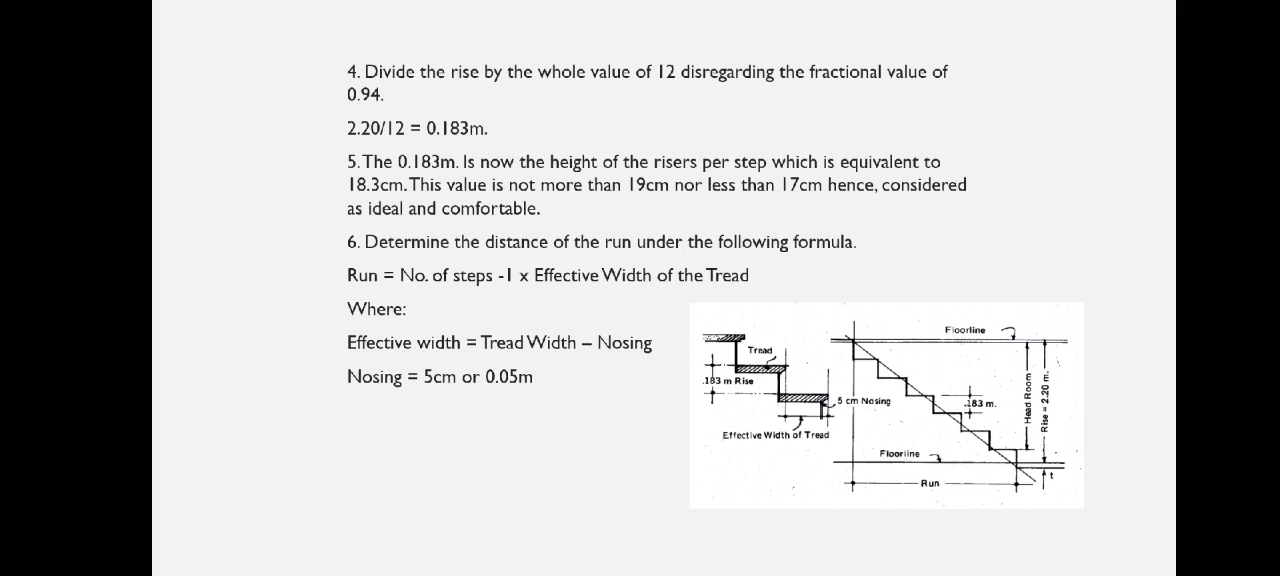 4. Divide the rise by the whole value of 12 disregarding the fractional value of
0.94.
2.20/12 = 0.183m.
5. The 0.183m. Is now the height of the risers per step which is equivalent to
18.3cm. This value is not more than 19cm nor less than 17cm hence, considered
as ideal and comfortable.
6. Determine the distance of the run under the following formula.
Run = No. of steps -1 x Effective Width of the Tread
Where:
Effective width = Tread Width – Nosing
Nosing = 5cm or 0.05m
Tread
.183 m Rise
5 cm Nosing
Effective Width of Tread
Floorline
.183 m.
Head Room
Rise = 2.20 m.
Floorline
Run
t